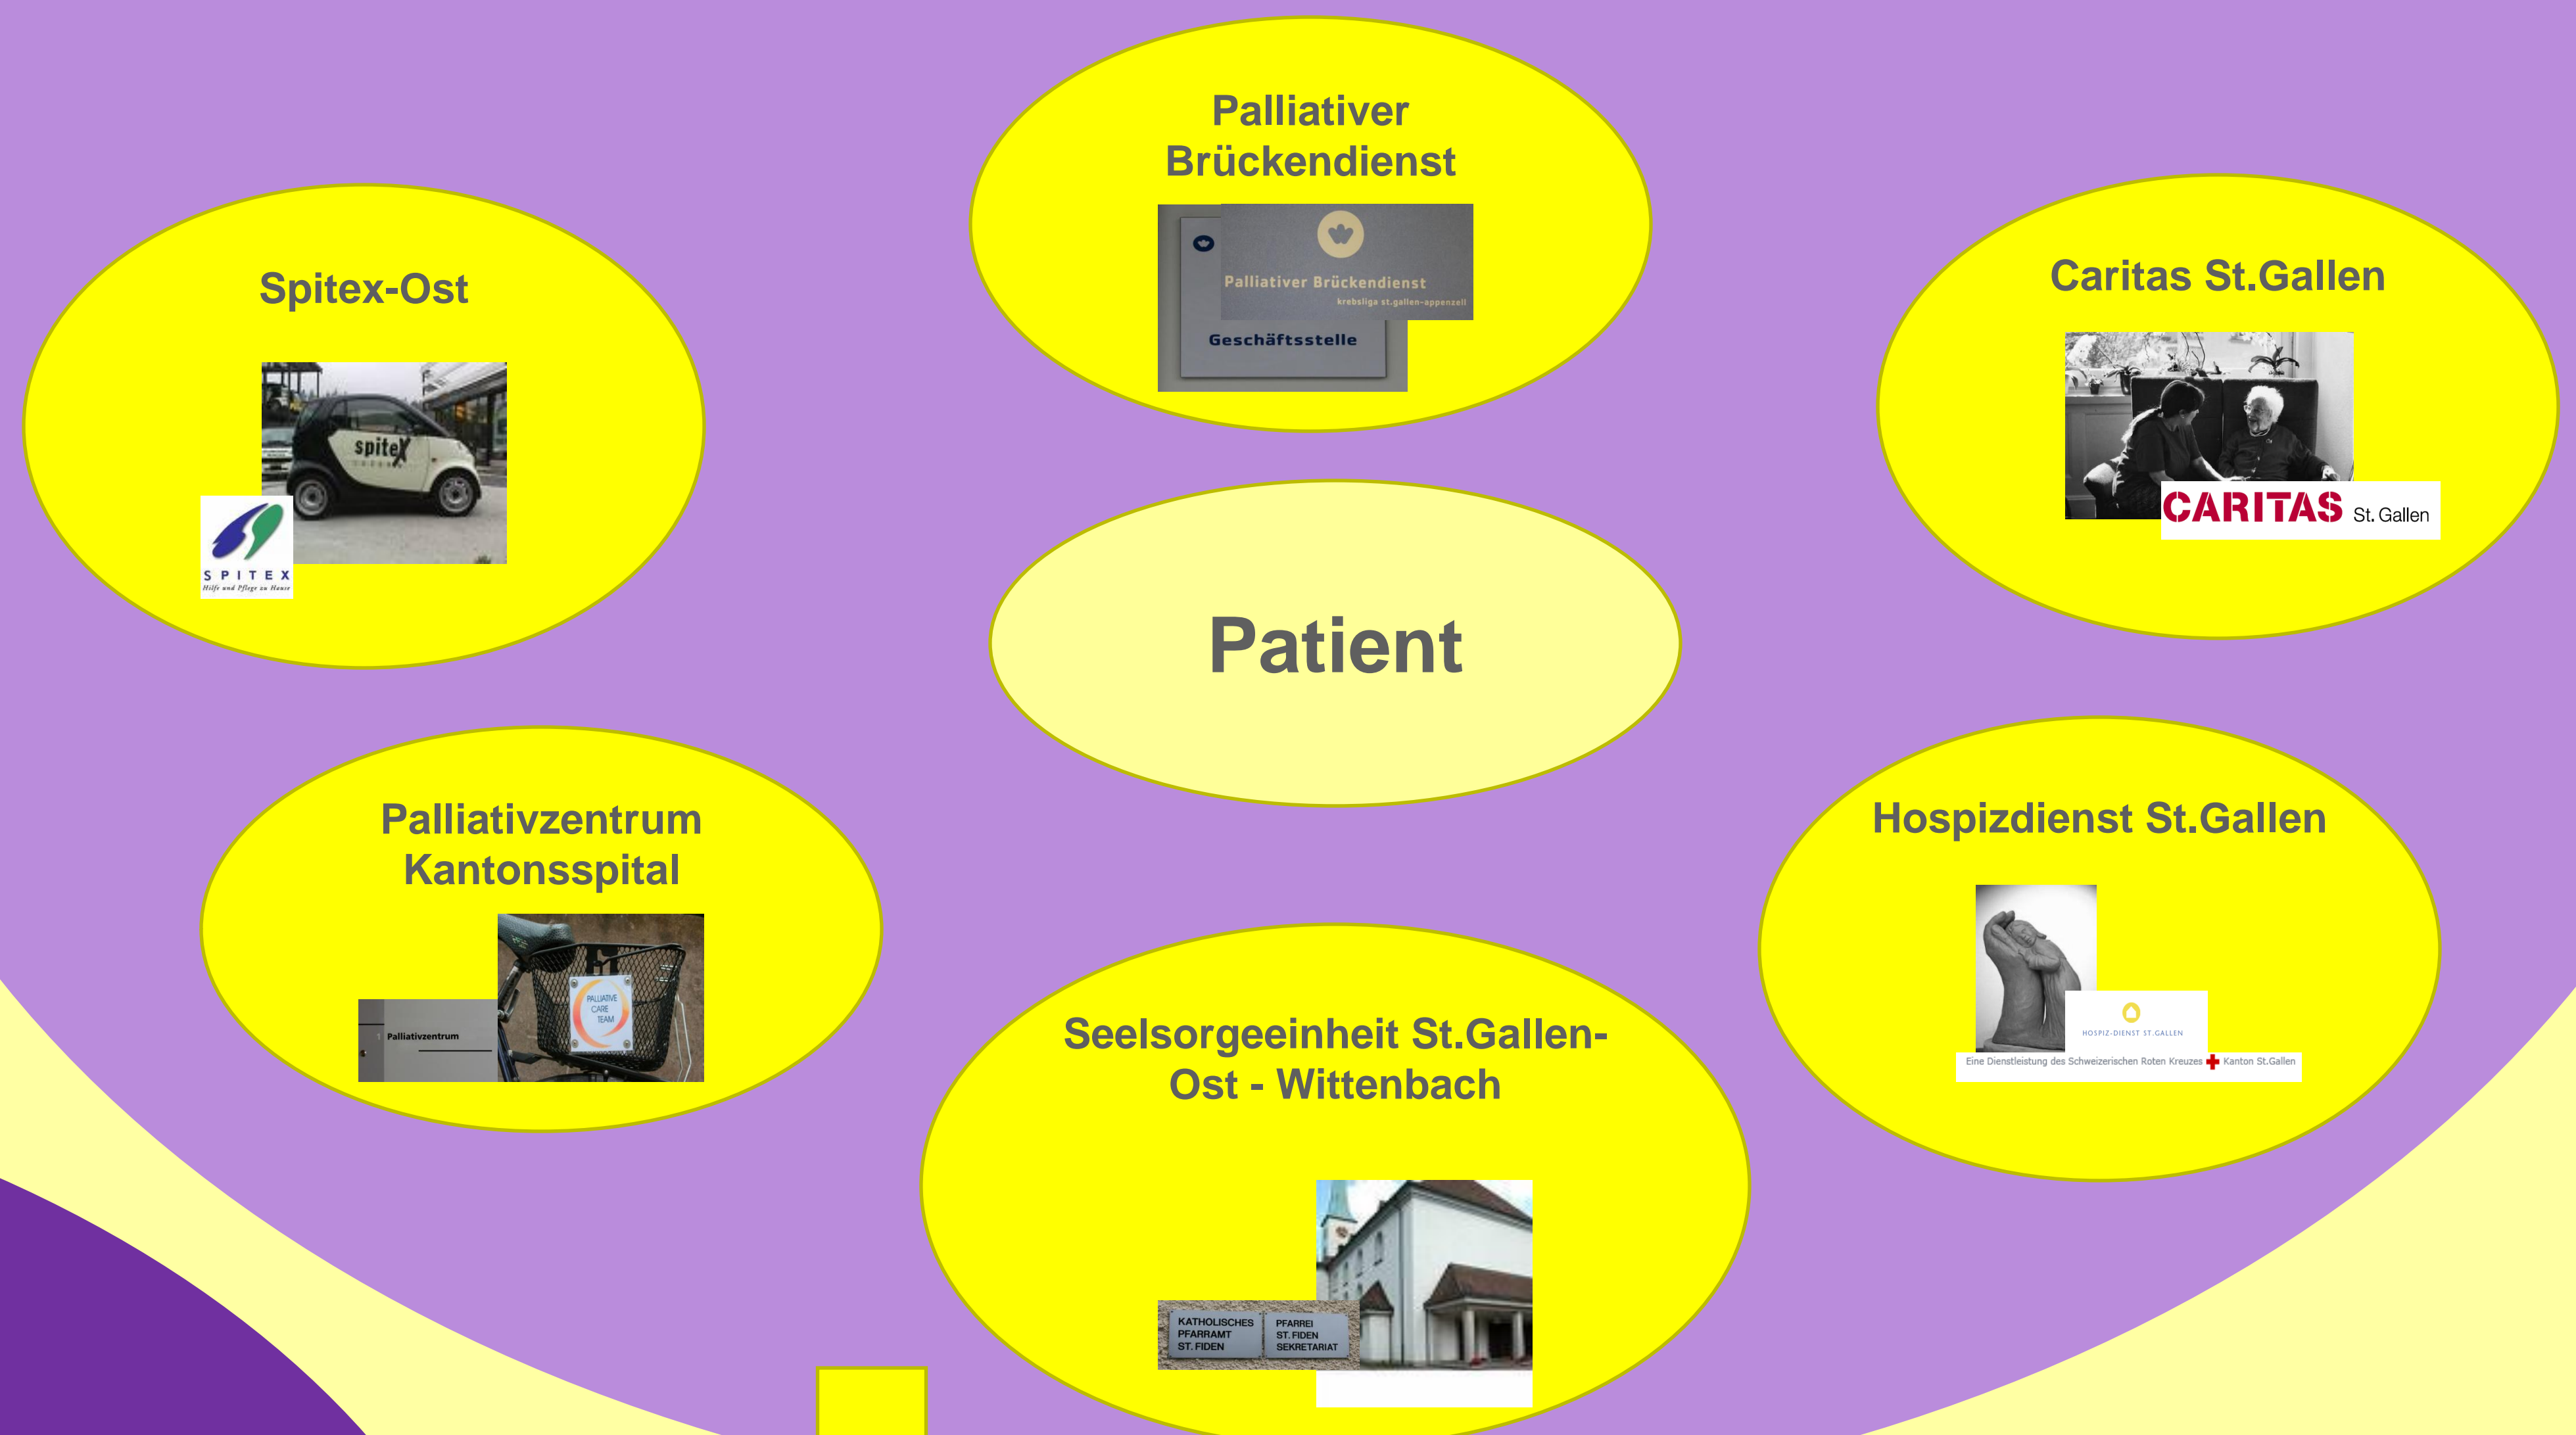 Palliativer
Brückendienst
Palliativer Brückendienst
krebsliga st.gallen-appenzell
Geschäftsstelle
Spitex-Ost
spitex
SPITEX
Hilfe und Pflege zu Hause
Caritas St.Gallen
CARITAS St. Gallen
Patient
Palliativzentrum
Kantonsspital
PALLIATIVE
CARE
TEAM
Palliativzentrum
Hospizdienst St.Gallen
HOSPIZ-DIENST ST.GALLEN
Eine Dienstleistung des Schweizerischen Roten Kreuzes Kanton St.Gallen
Seelsorgeeinheit St.Gallen-
Ost - Wittenbach
KATHOLISCHES
PFARRAMT
ST. FIDEN
PFARREI
ST. FIDEN
SEKRETARIAT